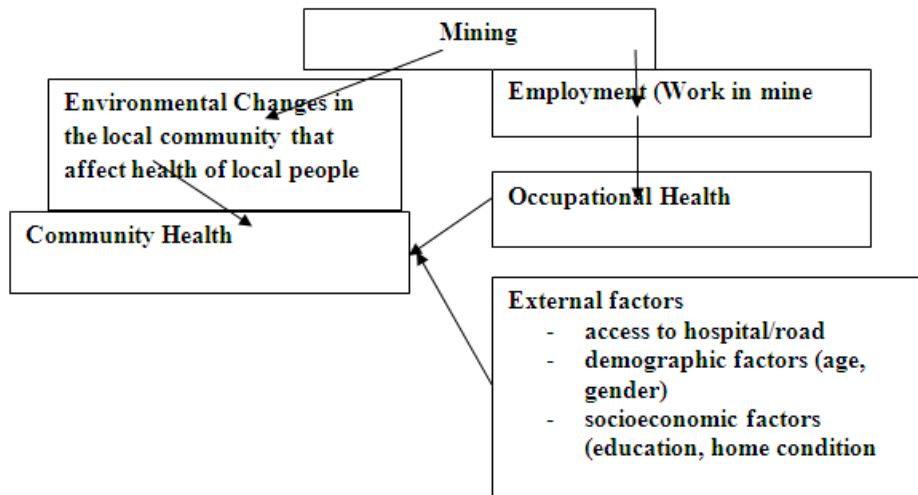 Mining
Environmental Changes in
the local community that
affect health of local people
Employment (Work in mine
Community Health
Occupational Health
External factors
- access to hospital/road
- demographic factors (age,
gender)
- socioeconomic factors
(education, home condition